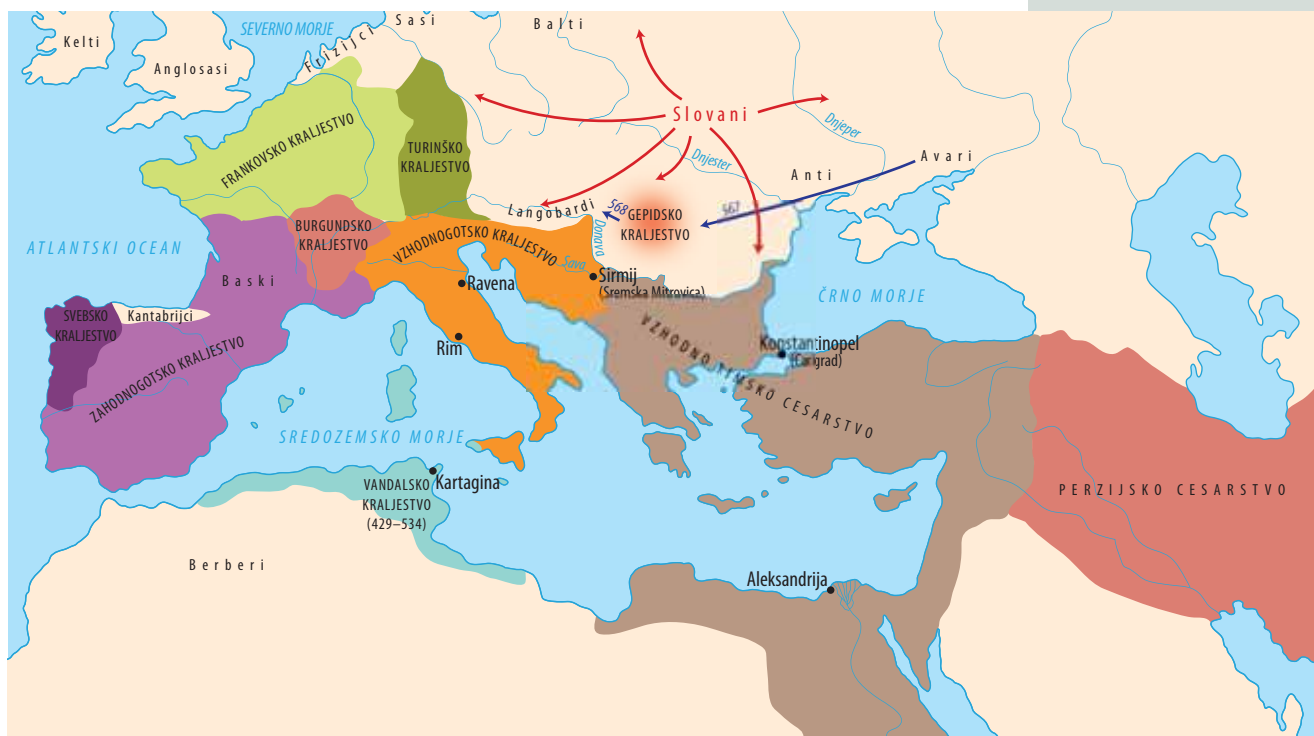 Kelti
SEVERNO MORJE
Sasi
Balti
Frizijci
Anglosasi
Slovani
Dnjeper
FRANKOVSKO KRALJESTVO
TURINŠKO
KRALJESTVO
Dnjester
Avari
Anti
Langobardi
568
GEPIDSKO
KRALJESTVO
567
ATLANTSKI OCEAN
BURGUNDSKO
KRALJESTVO
VZHODNOGOTSKO KRALJESTVO
Donava
Sava
Baski
Ravena
Sirmij
(Sremska Mitrovica)
ČRNO MORJE
SVEBSKO
KRALJESTVO
Kantabrijci
Rim
Konstantinopel
(Carigrad)
VZHODNO RIMSKO CESARSTVO
ZAHODNOGOTSKO KRALJESTVO
SREDOZEMSKO MORJE
VANDALSKO
KRALJESTVO
(429–534)
Kartagina
PERZIJSKO CESARSTVO
Berberi
Aleksandrija